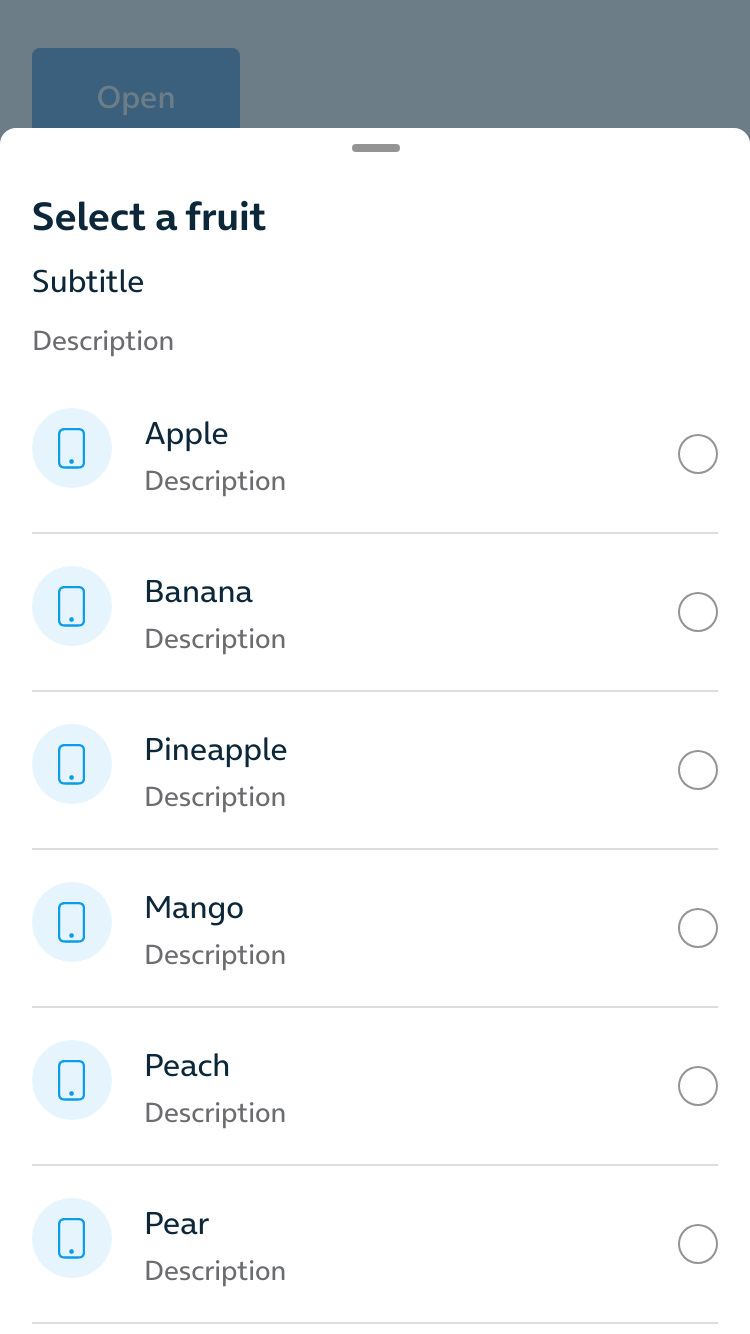 Open
Select a fruit
Subtitle
Description
Apple
Description
Banana
Description
Pineapple
Description
Mango
Description
Peach
Description
Pear
Description